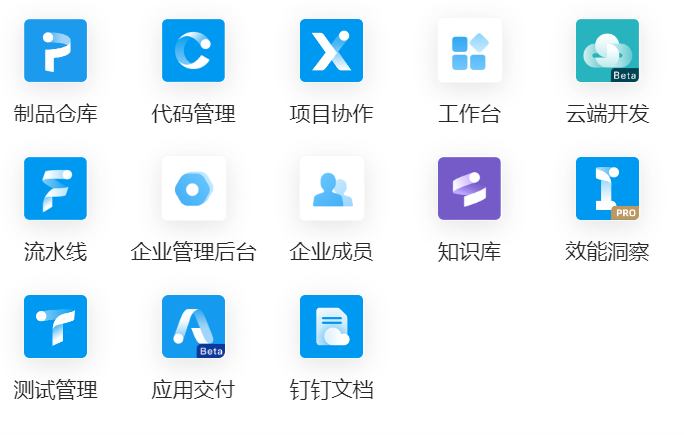 制品仓库 代码管理 项目协作 工作台 云端开发
Beta
流水线 企业管理后台 企业成员 知识库 效能洞察
PRO
测试管理 应用交付 钉钉文档
Beta